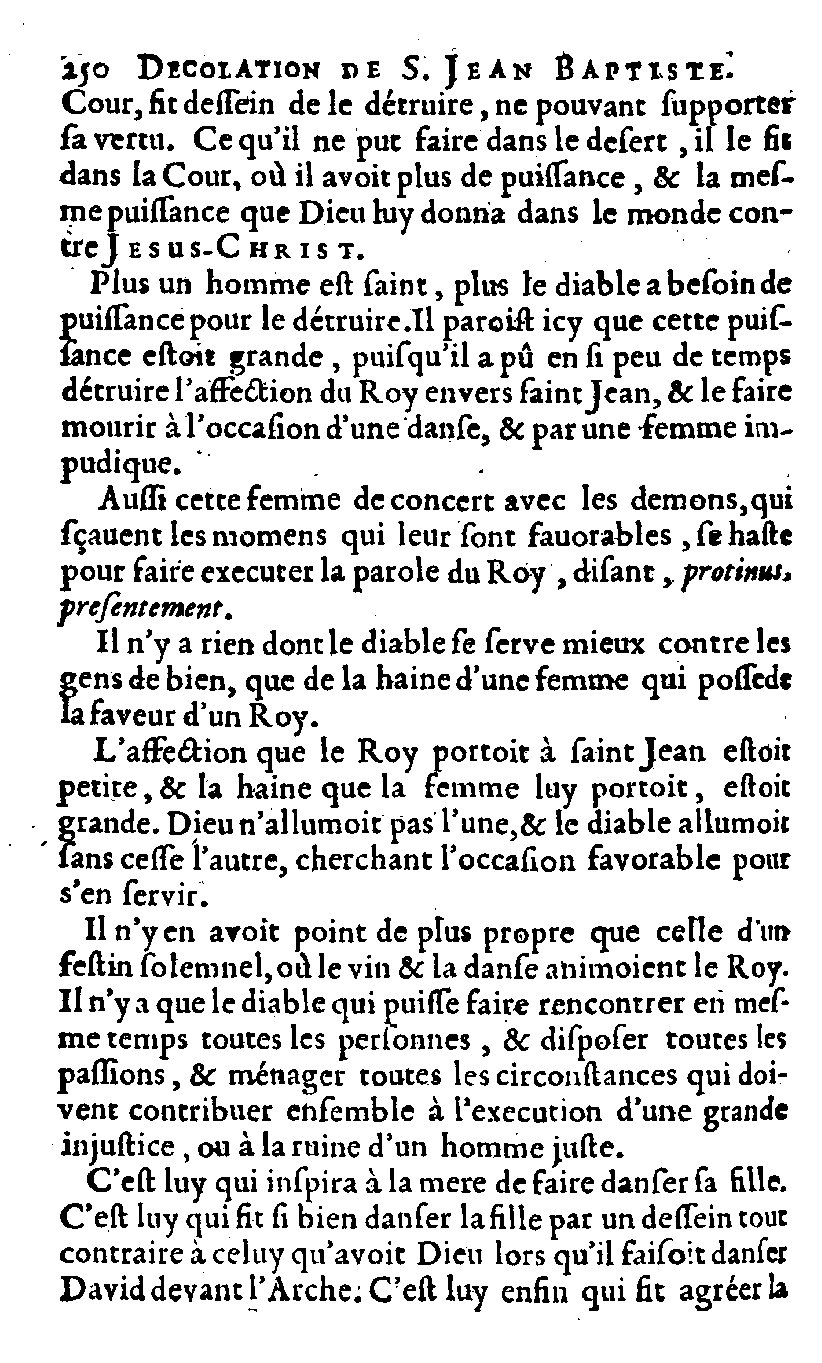 250 DECOLATION DE S. JEAN BAPTISTE.
Cour, fit deſſein de le détruire, ne pouvant ſupporter
ſa vertu. Ce qu'il ne put faire dans le deſert, il le fit
dans la Cour, où il avoit plus de puiſſance, & la meſ-
me puiſſance que Dieu luy donna dans le monde con-
tre JESUS-CHRIST.
Plus un homme eſt ſaint, plus le diable a beſoin de
puiſſance pour le détruire. Il paroiſt icy que cette puiſ-
ſance eſtoit grande, puiſqu'il a pû en ſi peu de temps
détruire l'affection du Roy envers ſaint Jean, & le faire
mourir à l'occaſion d'une danſe, & par une femme im-
pudique.
Auſſi cette femme de concert avec les demons, qui
ſçauent les momens qui leur ſont fauorables, ſe haſte
pour faire executer la parole du Roy, diſant, protinus,
preſentement.
Il n'y a rien dont le diable ſe ſerve mieux contre les
gens de bien, que de la haine d'une femme qui poſſede
la faveur d'un Roy.
L'affection que le Roy portoit à ſaint Jean eſtoit
petite, & la haine que la femme luy portoit, eſtoit
grande. Dieu n'allumoit pas l'une, & le diable allumoit
ſans ceſſe l'autre, cherchant l'occaſion favorable pour
s'en ſervir.
Il n'y en avoit point de plus propre que celle d'un
feſtin ſolemnel, où le vin & la danſe animoient le Roy.
Il n'y a que le diable qui puiſſe faire rencontrer en meſ-
me temps toutes les perſonnes, & diſpoſer toutes les
paſſions, & ménager toutes les circonſtances qui doi-
vent contribuer enſemble à l'execution d'une grande
injuſtice, ou à la ruine d'un homme juſte.
C'eſt luy qui inſpira à la mere de faire danſer ſa fille.
C'eſt luy qui fit ſi bien danſer la fille par un deſſein tout
contraire à celuy qu'avoit Dieu lors qu'il faiſoit danſer
David devant l'Arche. C'eſt luy enfin qui fit agréer la